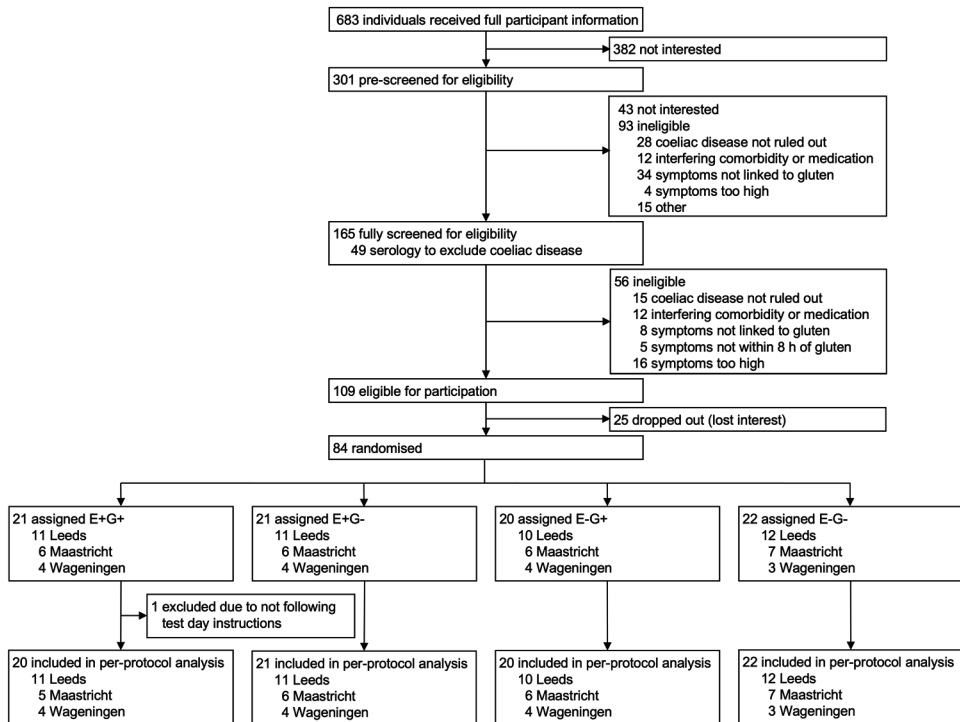 683 individuals received full participant information
382 not interested
301 pre-screened for eligibility
43 not interested
93 ineligible
28 coeliac disease not ruled out
12 interfering comorbidity or medication
34 symptoms not linked to gluten
4 symptoms too high
15 other
165 fully screened for eligibility
49 serology to exclude coeliac disease
56 ineligible
15 coeliac disease not ruled out
12 interfering comorbidity or medication
8 symptoms not linked to gluten
5 symptoms not within 8 h of gluten
16 symptoms too high
109 eligible for participation
25 dropped out (lost interest)
84 randomised
21 assigned E+G+
11 Leeds
6 Maastricht
4 Wageningen
21 assigned E+G-
11 Leeds
6 Maastricht
4 Wageningen
20 assigned E-G+
10 Leeds
6 Maastricht
4 Wageningen
22 assigned E-G-
12 Leeds
7 Maastricht
3 Wageningen
1 excluded due to not following
test day instructions
20 included in per-protocol analysis
11 Leeds
5 Maastricht
4 Wageningen
21 included in per-protocol analysis
11 Leeds
6 Maastricht
4 Wageningen
20 included in per-protocol analysis
10 Leeds
6 Maastricht
4 Wageningen
22 included in per-protocol analysis
12 Leeds
7 Maastricht
3 Wageningen